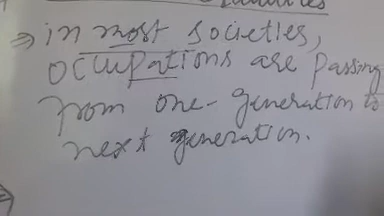 ⇒ in most societies,
occupations are passing
from one-generation to
next generation.